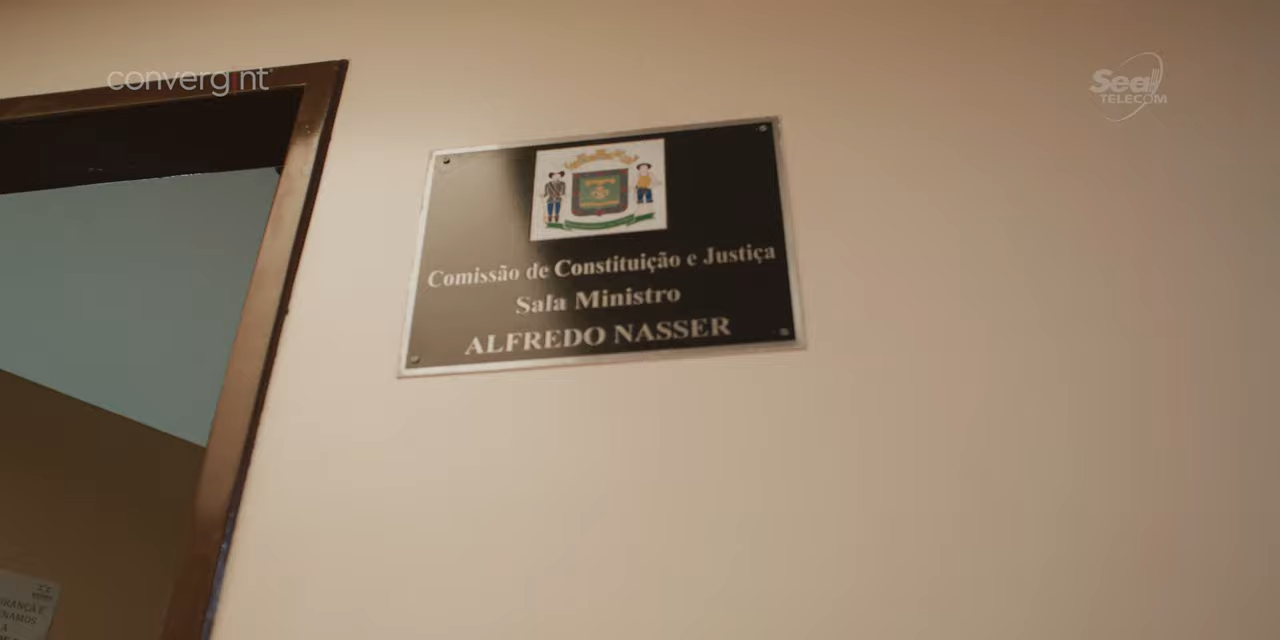 convergint
Seal
TELECOM
Comissão de Constituição e Justiça
Sala Ministro
ALFREDO NASSER